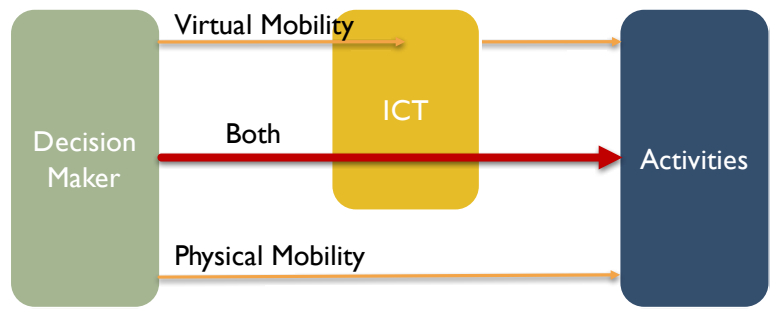 Virtual Mobility
ICT
Both
Decision
Maker
Activities
Physical Mobility